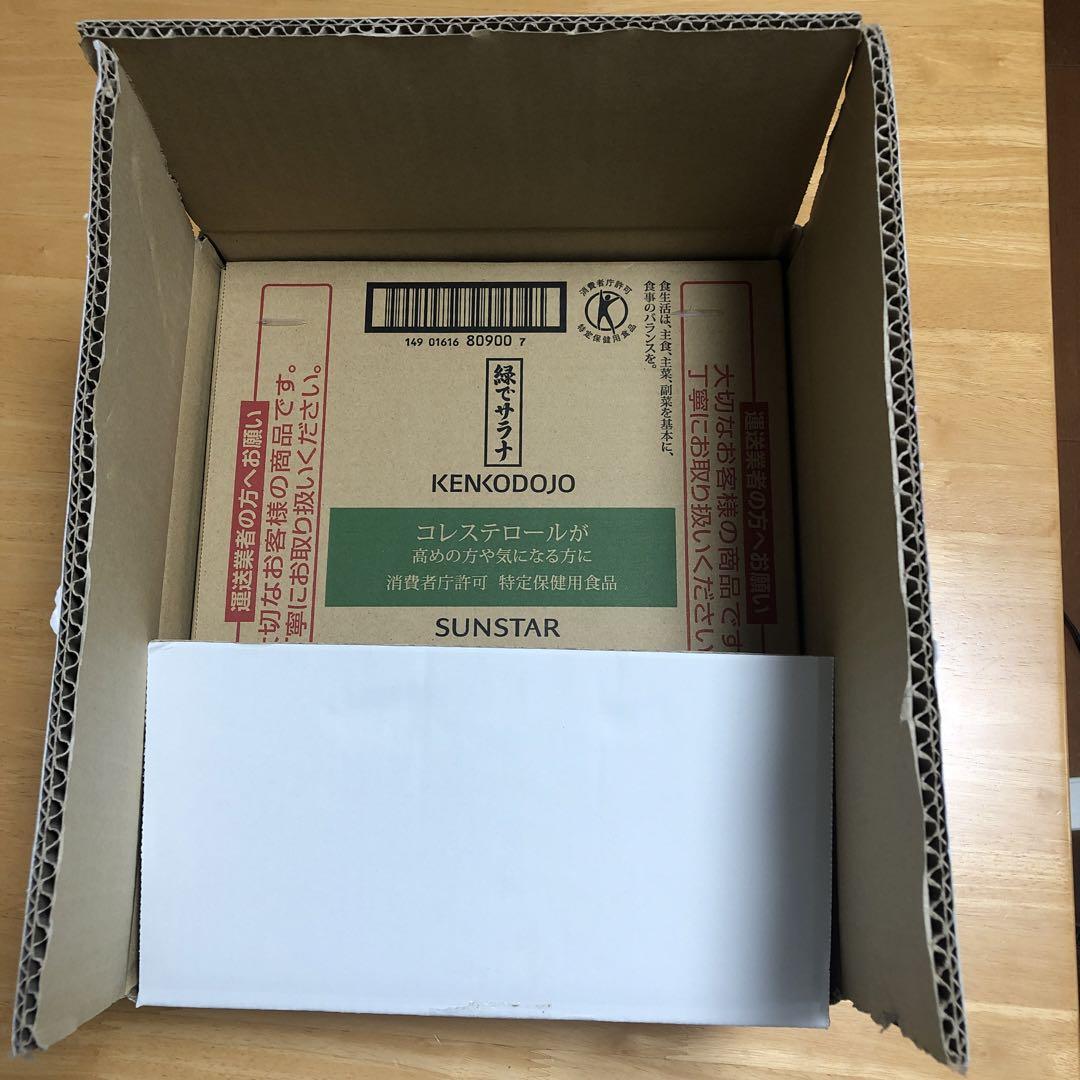 149 01616 80900 7
消費者庁許可
特定保健用食品
食生活は、主食、主菜、副菜を基本に、
食事のバランスを。
緑でサラナ
KENKODOJO
コレステロールが
高めの方や気になる方に
消費者庁許可 特定保健用食品
SUNSTAR
運送業者の方へお願い
切なお客様の商品です。
寧にお取り扱いください。
運送業者の方へお願い
大切なお客様の商品です
丁寧にお取り扱いください